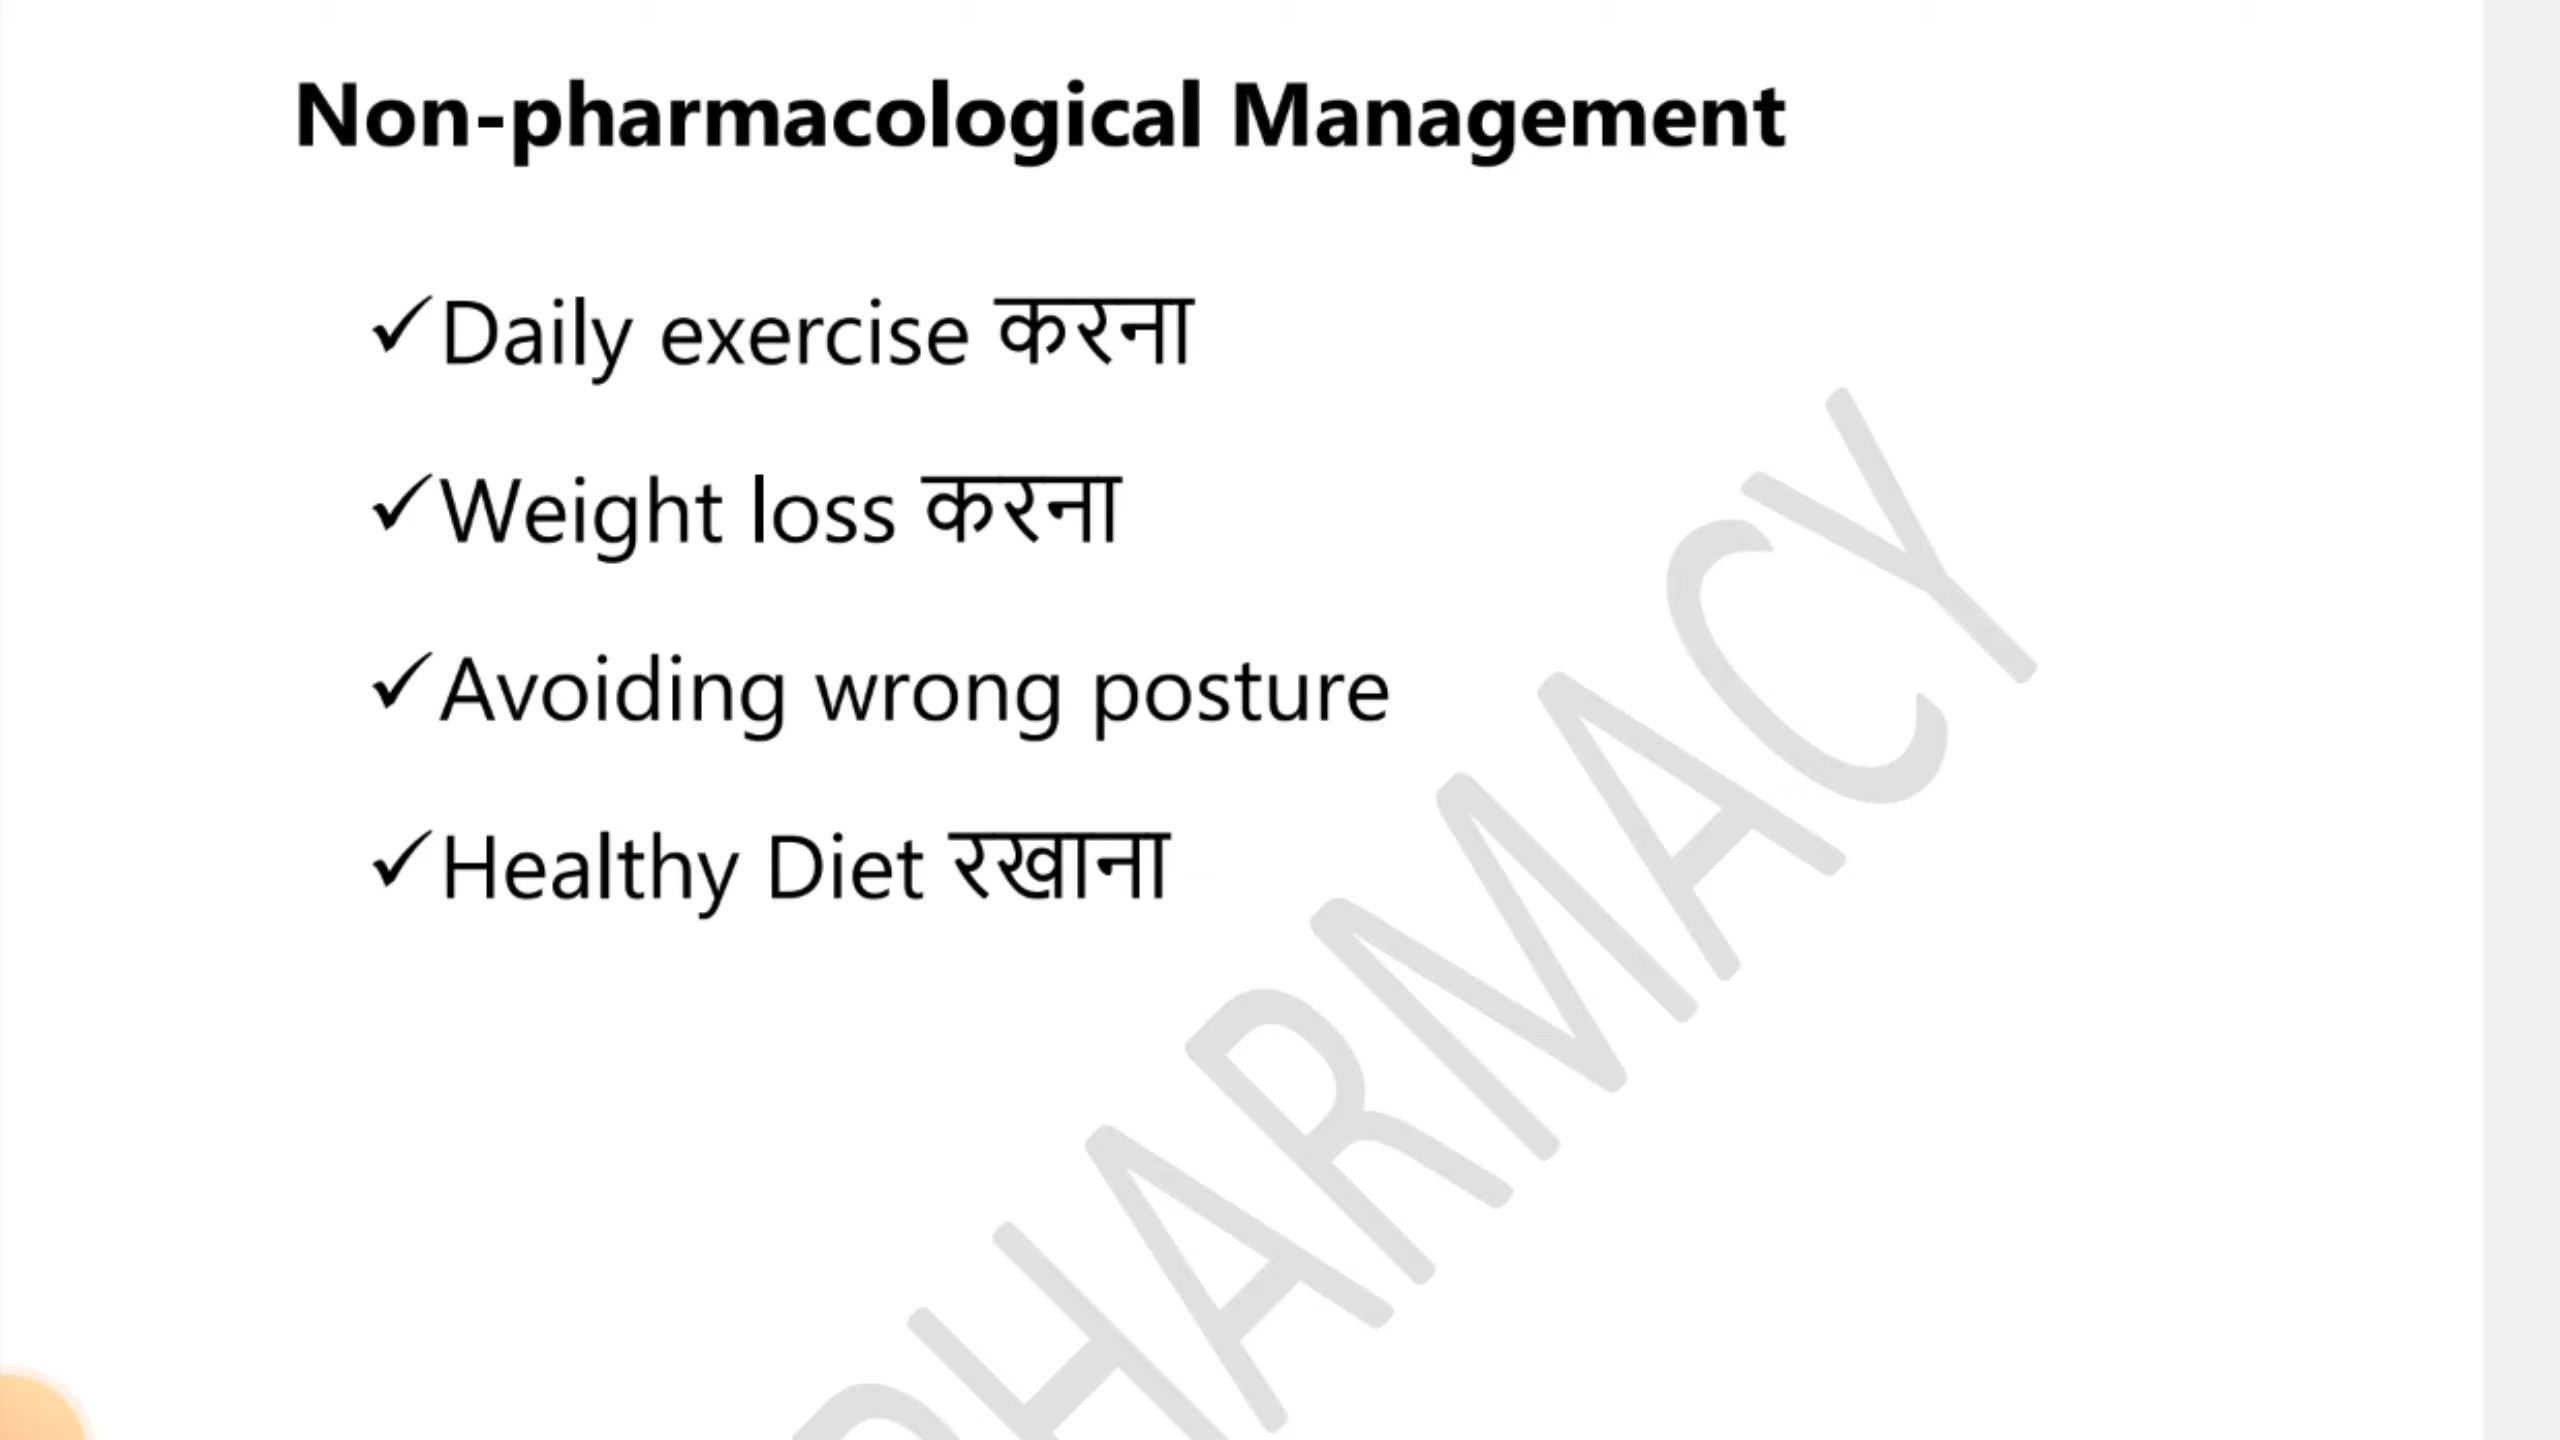 Non-pharmacological Management
✓Daily exercise करना
✓Weight loss करना
✓Avoiding wrong posture
✓Healthy Diet रखाना
PHARMACY